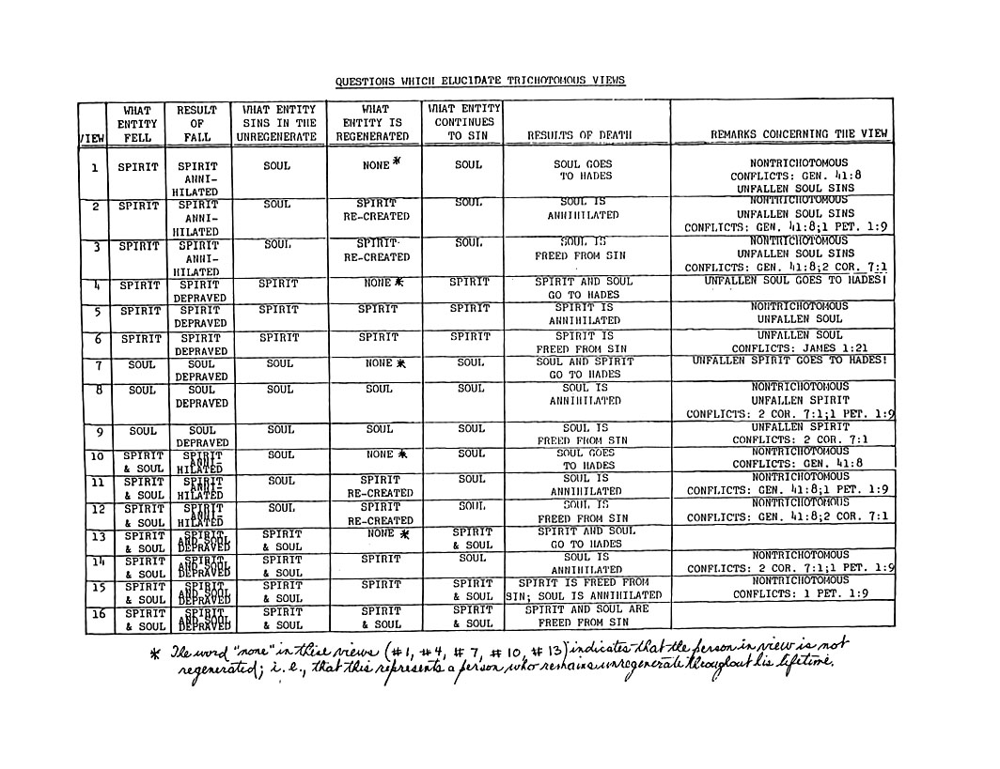 QUESTIONS WHICH ELUCIDATE TRICHOTOMOUS VIEWS
VIEW | WHAT ENTITY FELL | RESULT OF FALL | WHAT ENTITY SINS IN THE UNREGENERATE | WHAT ENTITY IS REGENERATED | WHAT ENTITY CONTINUES TO SIN | RESULTS OF DEATH | REMARKS CONCERNING THE VIEW
1 | SPIRIT | SPIRIT ANNI-HILATED | SOUL | NONE * | SOUL | SOUL GOES TO HADES | NONTRICHOTOMOUS CONFLICTS: GEN. 41:8 UNFALLEN SOUL SINS
2 | SPIRIT | SPIRIT ANNI-HILATED | SOUL | SPIRIT RE-CREATED | SOUL | SOUL IS ANNIHILATED | NONTRICHOTOMOUS UNFALLEN SOUL SINS CONFLICTS: GEN. 41:8;1 PET. 1:9
3 | SPIRIT | SPIRIT ANNI-HILATED | SOUL | SPIRIT RE-CREATED | SOUL | SOUL IS FREED FROM SIN | NONTRICHOTOMOUS UNFALLEN SOUL SINS CONFLICTS: GEN. 41:8;2 COR. 7:1
4 | SPIRIT | SPIRIT DEPRAVED | SPIRIT | NONE * | SPIRIT | SPIRIT AND SOUL GO TO HADES | UNFALLEN SOUL GOES TO HADES!
5 | SPIRIT | SPIRIT DEPRAVED | SPIRIT | SPIRIT | SPIRIT | SPIRIT IS ANNIHILATED | NONTRICHOTOMOUS UNFALLEN SOUL
6 | SPIRIT | SPIRIT DEPRAVED | SPIRIT | SPIRIT | SPIRIT | SPIRIT IS FREED FROM SIN | UNFALLEN SOUL CONFLICTS: JAMES 1:21
7 | SOUL | SOUL DEPRAVED | SOUL | NONE * | SOUL | SOUL AND SPIRIT GO TO HADES | UNFALLEN SPIRIT GOES TO HADES!
8 | SOUL | SOUL DEPRAVED | SOUL | SOUL | SOUL | SOUL IS ANNIHILATED | NONTRICHOTOMOUS UNFALLEN SPIRIT CONFLICTS: 2 COR. 7:1;1 PET. 1:9
9 | SOUL | SOUL DEPRAVED | SOUL | SOUL | SOUL | SOUL IS FREED FROM SIN | UNFALLEN SPIRIT CONFLICTS: 2 COR. 7:1
10 | SPIRIT & SOUL | SPIRIT ANNI-HILATED | SOUL | NONE * | SOUL | SOUL GOES TO HADES | NONTRICHOTOMOUS CONFLICTS: GEN. 41:8
11 | SPIRIT & SOUL | SPIRIT ANNI-HILATED | SOUL | SPIRIT RE-CREATED | SOUL | SOUL IS ANNIHILATED | NONTRICHOTOMOUS CONFLICTS: GEN. 41:8;1 PET. 1:9
12 | SPIRIT & SOUL | SPIRIT ANNI-HILATED | SOUL | SPIRIT RE-CREATED | SOUL | SOUL IS FREED FROM SIN | NONTRICHOTOMOUS CONFLICTS: GEN. 41:8;2 COR. 7:1
13 | SPIRIT & SOUL | SPIRIT AND SOUL DEPRAVED | SPIRIT & SOUL | NONE * | SPIRIT & SOUL | SPIRIT AND SOUL GO TO HADES
14 | SPIRIT & SOUL | SPIRIT AND SOUL DEPRAVED | SPIRIT & SOUL | SPIRIT | SOUL | SOUL IS ANNIHILATED | NONTRICHOTOMOUS CONFLICTS: 2 COR. 7:1;1 PET. 1:9
15 | SPIRIT & SOUL | SPIRIT AND SOUL DEPRAVED | SPIRIT & SOUL | SPIRIT | SPIRIT & SOUL | SPIRIT IS FREED FROM SIN; SOUL IS ANNIHILATED | NONTRICHOTOMOUS CONFLICTS: 1 PET. 1:9
16 | SPIRIT & SOUL | SPIRIT AND SOUL DEPRAVED | SPIRIT & SOUL | SPIRIT & SOUL | SPIRIT & SOUL | SPIRIT AND SOUL ARE FREED FROM SIN
* The word "none" in these views (#1, #4, #7, #10, #13) indicates that the person in view is not
regenerated; i.e., that this represents a person who remains unregenerate throughout his lifetime.